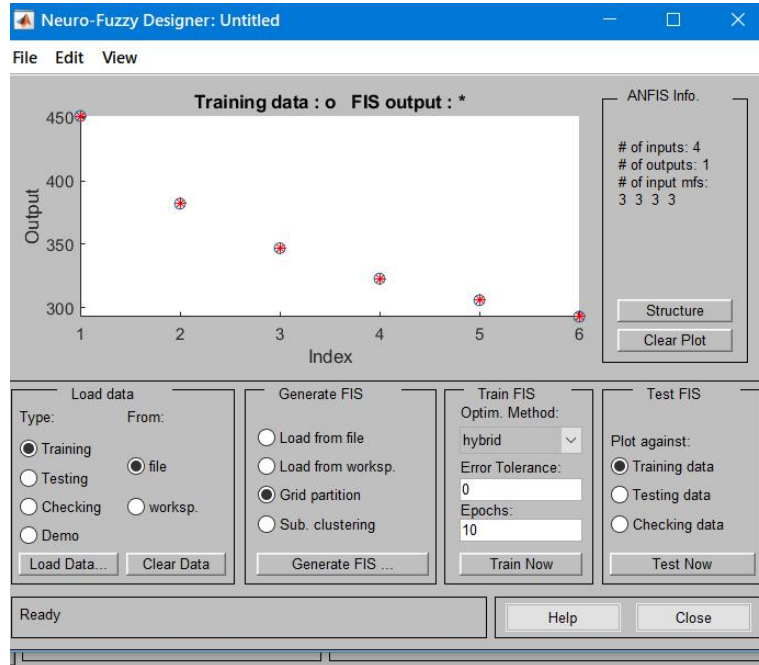 Neuro-Fuzzy Designer: Untitled
File Edit View
Training data : o FIS output : *
450
400
350
300
Output
1 2 3 4 5 6
Index
ANFIS Info.
# of inputs: 4
# of outputs: 1
# of input mfs:
3 3 3 3
Structure
Clear Plot
Load data
Type: From:
Training
file
Testing
Checking
worksp.
Demo
Load Data... Clear Data
Generate FIS
Load from file
Load from worksp.
Grid partition
Sub. clustering
Generate FIS ...
Train FIS
Optim. Method:
hybrid
Error Tolerance:
0
Epochs:
10
Train Now
Test FIS
Plot against:
Training data
Testing data
Checking data
Test Now
Ready
Help Close